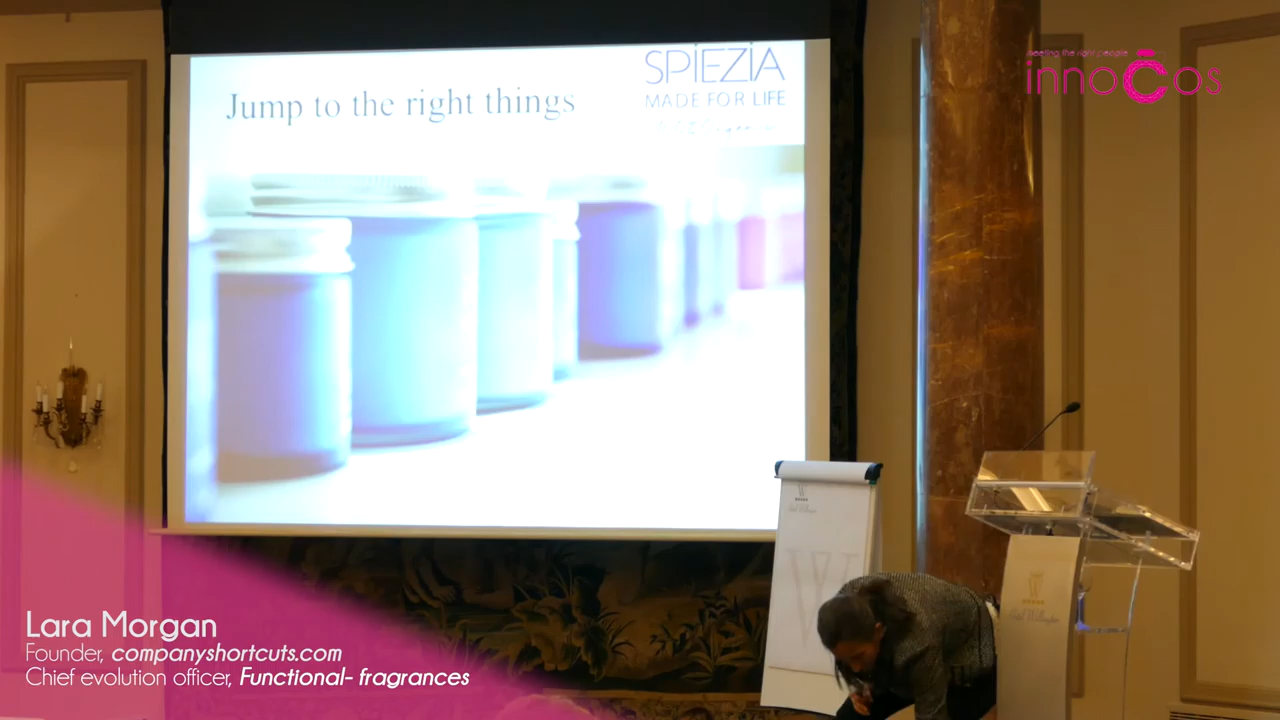 SPiEZiA
MADE FOR LIFE
Jump to the right things
meeting the right people
innocos
W
Lara Morgan
Founder, companyshortcuts.com
Chief evolution officer, Functional- fragrances